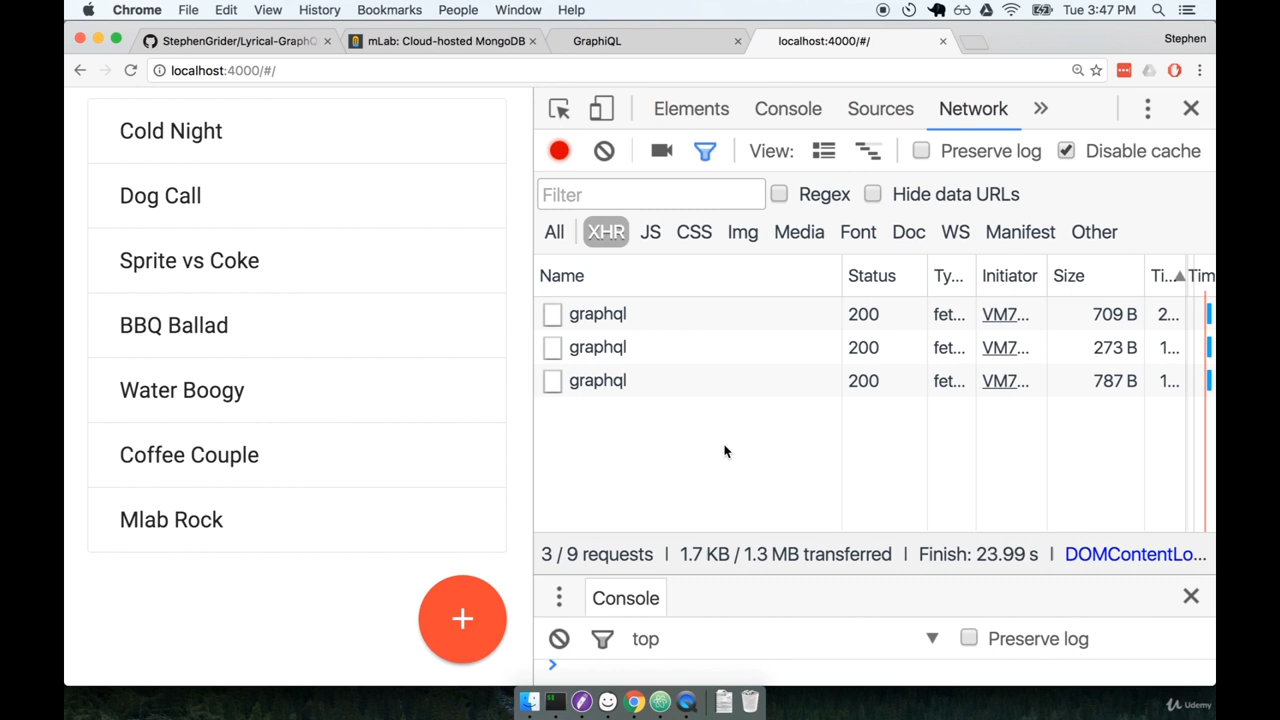 Chrome File Edit View History Bookmarks People Window Help Tue 3:47 PM
StephenGrider/Lyrical-GraphQ mLab: Cloud-hosted MongoDB GraphiQL localhost:4000/#/ Stephen
localhost:4000/#/
Cold Night
Dog Call
Sprite vs Coke
BBQ Ballad
Water Boogy
Coffee Couple
Mlab Rock
+
Elements Console Sources Network »
View: Preserve log Disable cache
Filter Regex Hide data URLs
All XHR JS CSS Img Media Font Doc WS Manifest Other
Name Status Ty... Initiator Size Ti... Tim
graphql 200 fet... VM7... 709 B 2...
graphql 200 fet... VM7... 273 B 1...
graphql 200 fet... VM7... 787 B 1...
3 / 9 requests | 1.7 KB / 1.3 MB transferred | Finish: 23.99 s | DOMContentLo...
Console
top Preserve log
>
Udemy